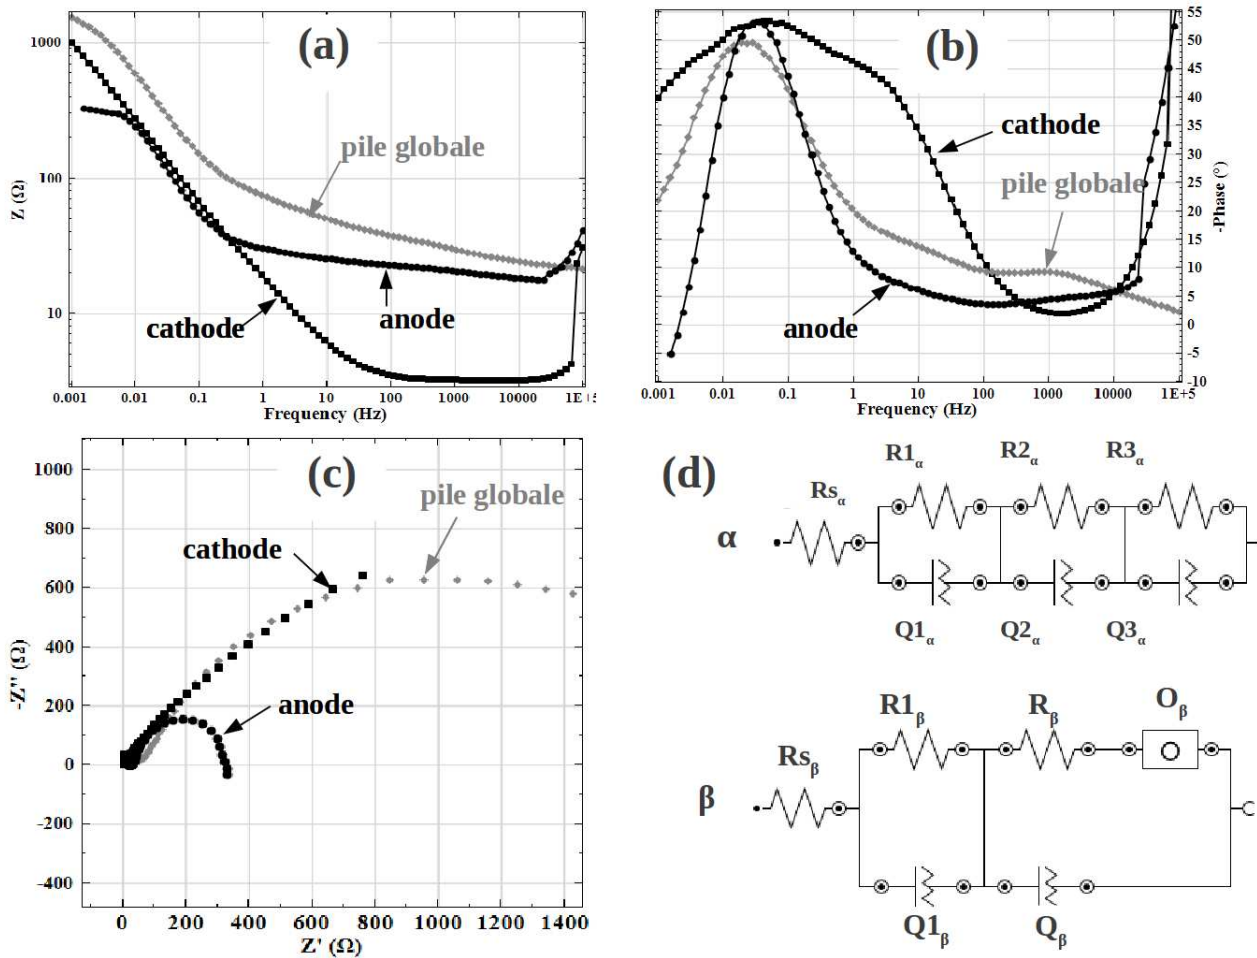 (a)
1000
100
10
Z (Ω)
pile globale
cathode
anode
0.001 0.01 0.1 1 10 100 1000 10000 1E+5
Frequency (Hz)
(b)
55
50
45
40
35
30
25
20
15
10
5
0
-5
-10
-Phase (°)
cathode
pile globale
anode
0.001 0.01 0.1 1 10 100 1000 10000 1E+5
Frequency (Hz)
(c)
1000
800
600
400
200
0
-200
-400
-Z'' (Ω)
pile globale
cathode
anode
0 200 400 600 800 1000 1200 1400
Z' (Ω)
(d)
α
Rsα
R1α R2α R3α
Q1α Q2α Q3α
β
Rsβ
R1β Rβ Oβ
O
Q1β Qβ